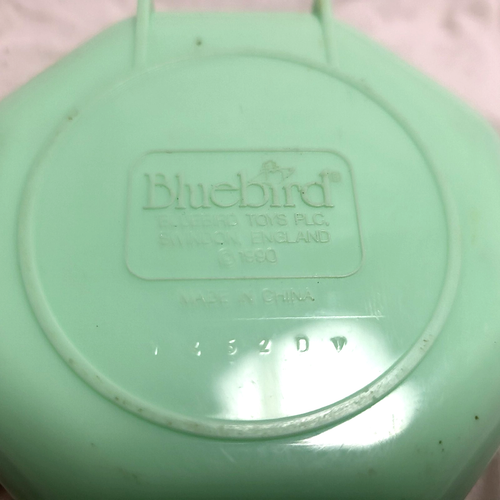 Bluebird®
BLUEBIRD TOYS PLC,
SWINDON, ENGLAND
© 1990
MADE IN CHINA